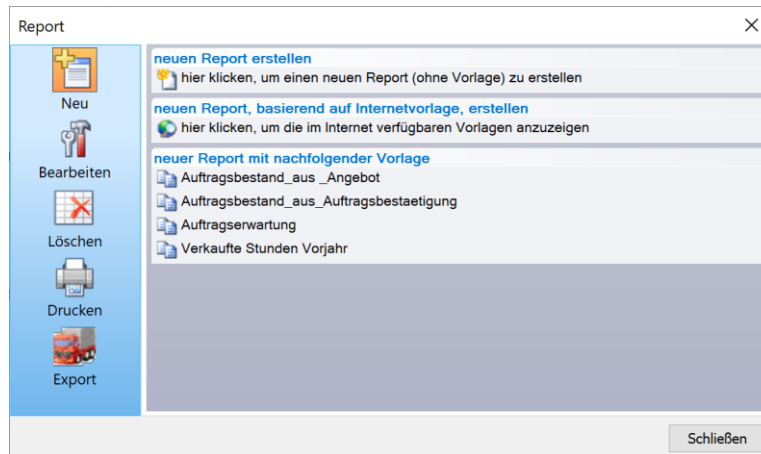 Report
Neu
Bearbeiten
Löschen
Drucken
Export
neuen Report erstellen
hier klicken, um einen neuen Report (ohne Vorlage) zu erstellen
neuen Report, basierend auf Internetvorlage, erstellen
hier klicken, um die im Internet verfügbaren Vorlagen anzuzeigen
neuer Report mit nachfolgender Vorlage
Auftragsbestand_aus _Angebot
Auftragsbestand_aus_Auftragsbestaetigung
Auftragserwartung
Verkaufte Stunden Vorjahr
Schließen